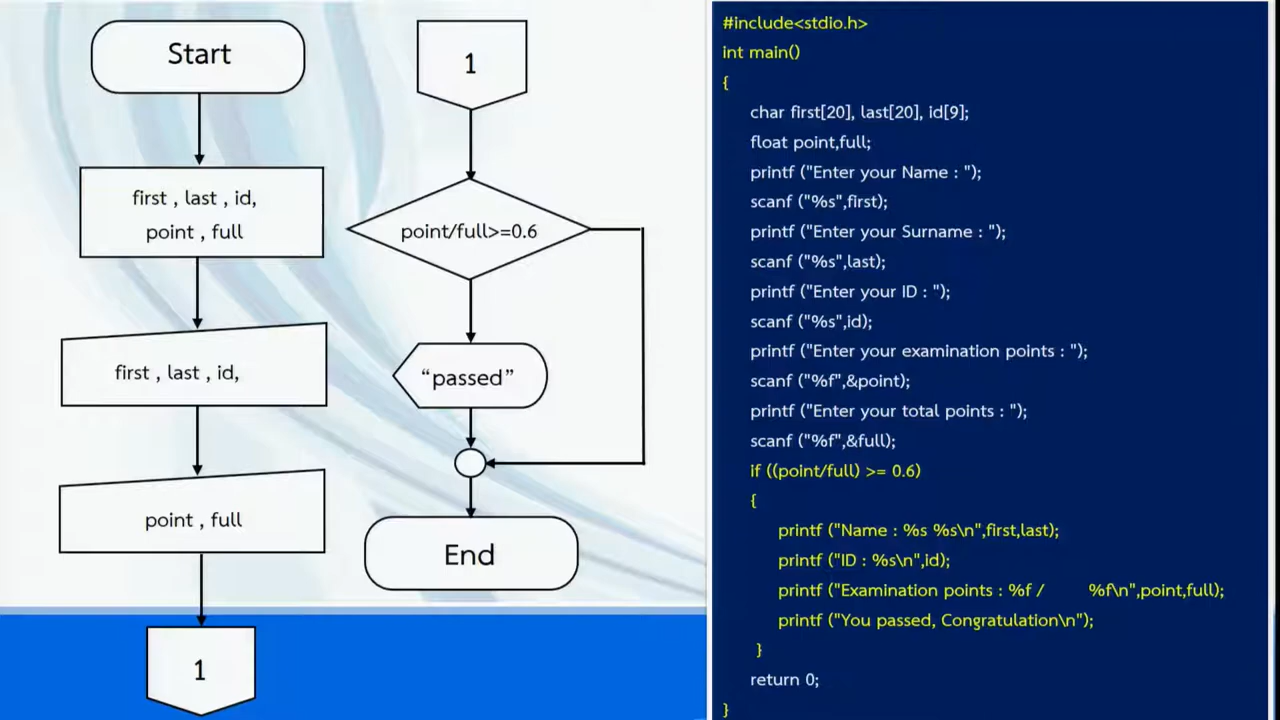 Start
first , last , id,
point , full
first , last , id,
point , full
1
1
point/full>=0.6
“passed”
End
#include<stdio.h>
int main()
{
char first[20], last[20], id[9];
float point,full;
printf ("Enter your Name : ");
scanf ("%s",first);
printf ("Enter your Surname : ");
scanf ("%s",last);
printf ("Enter your ID : ");
scanf ("%s",id);
printf ("Enter your examination points : ");
scanf ("%f",&point);
printf ("Enter your total points : ");
scanf ("%f",&full);
if ((point/full) >= 0.6)
{
printf ("Name : %s %s\n",first,last);
printf ("ID : %s\n",id);
printf ("Examination points : %f / %f\n",point,full);
printf ("You passed, Congratulation\n");
}
return 0;
}